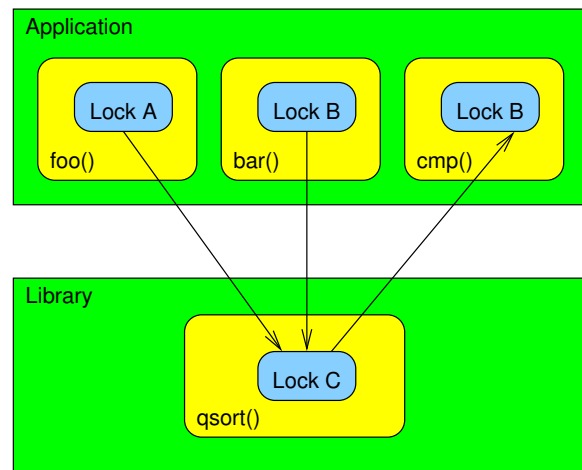 Application
Lock A
Lock B
Lock B
foo()
bar()
cmp()
Library
Lock C
qsort()